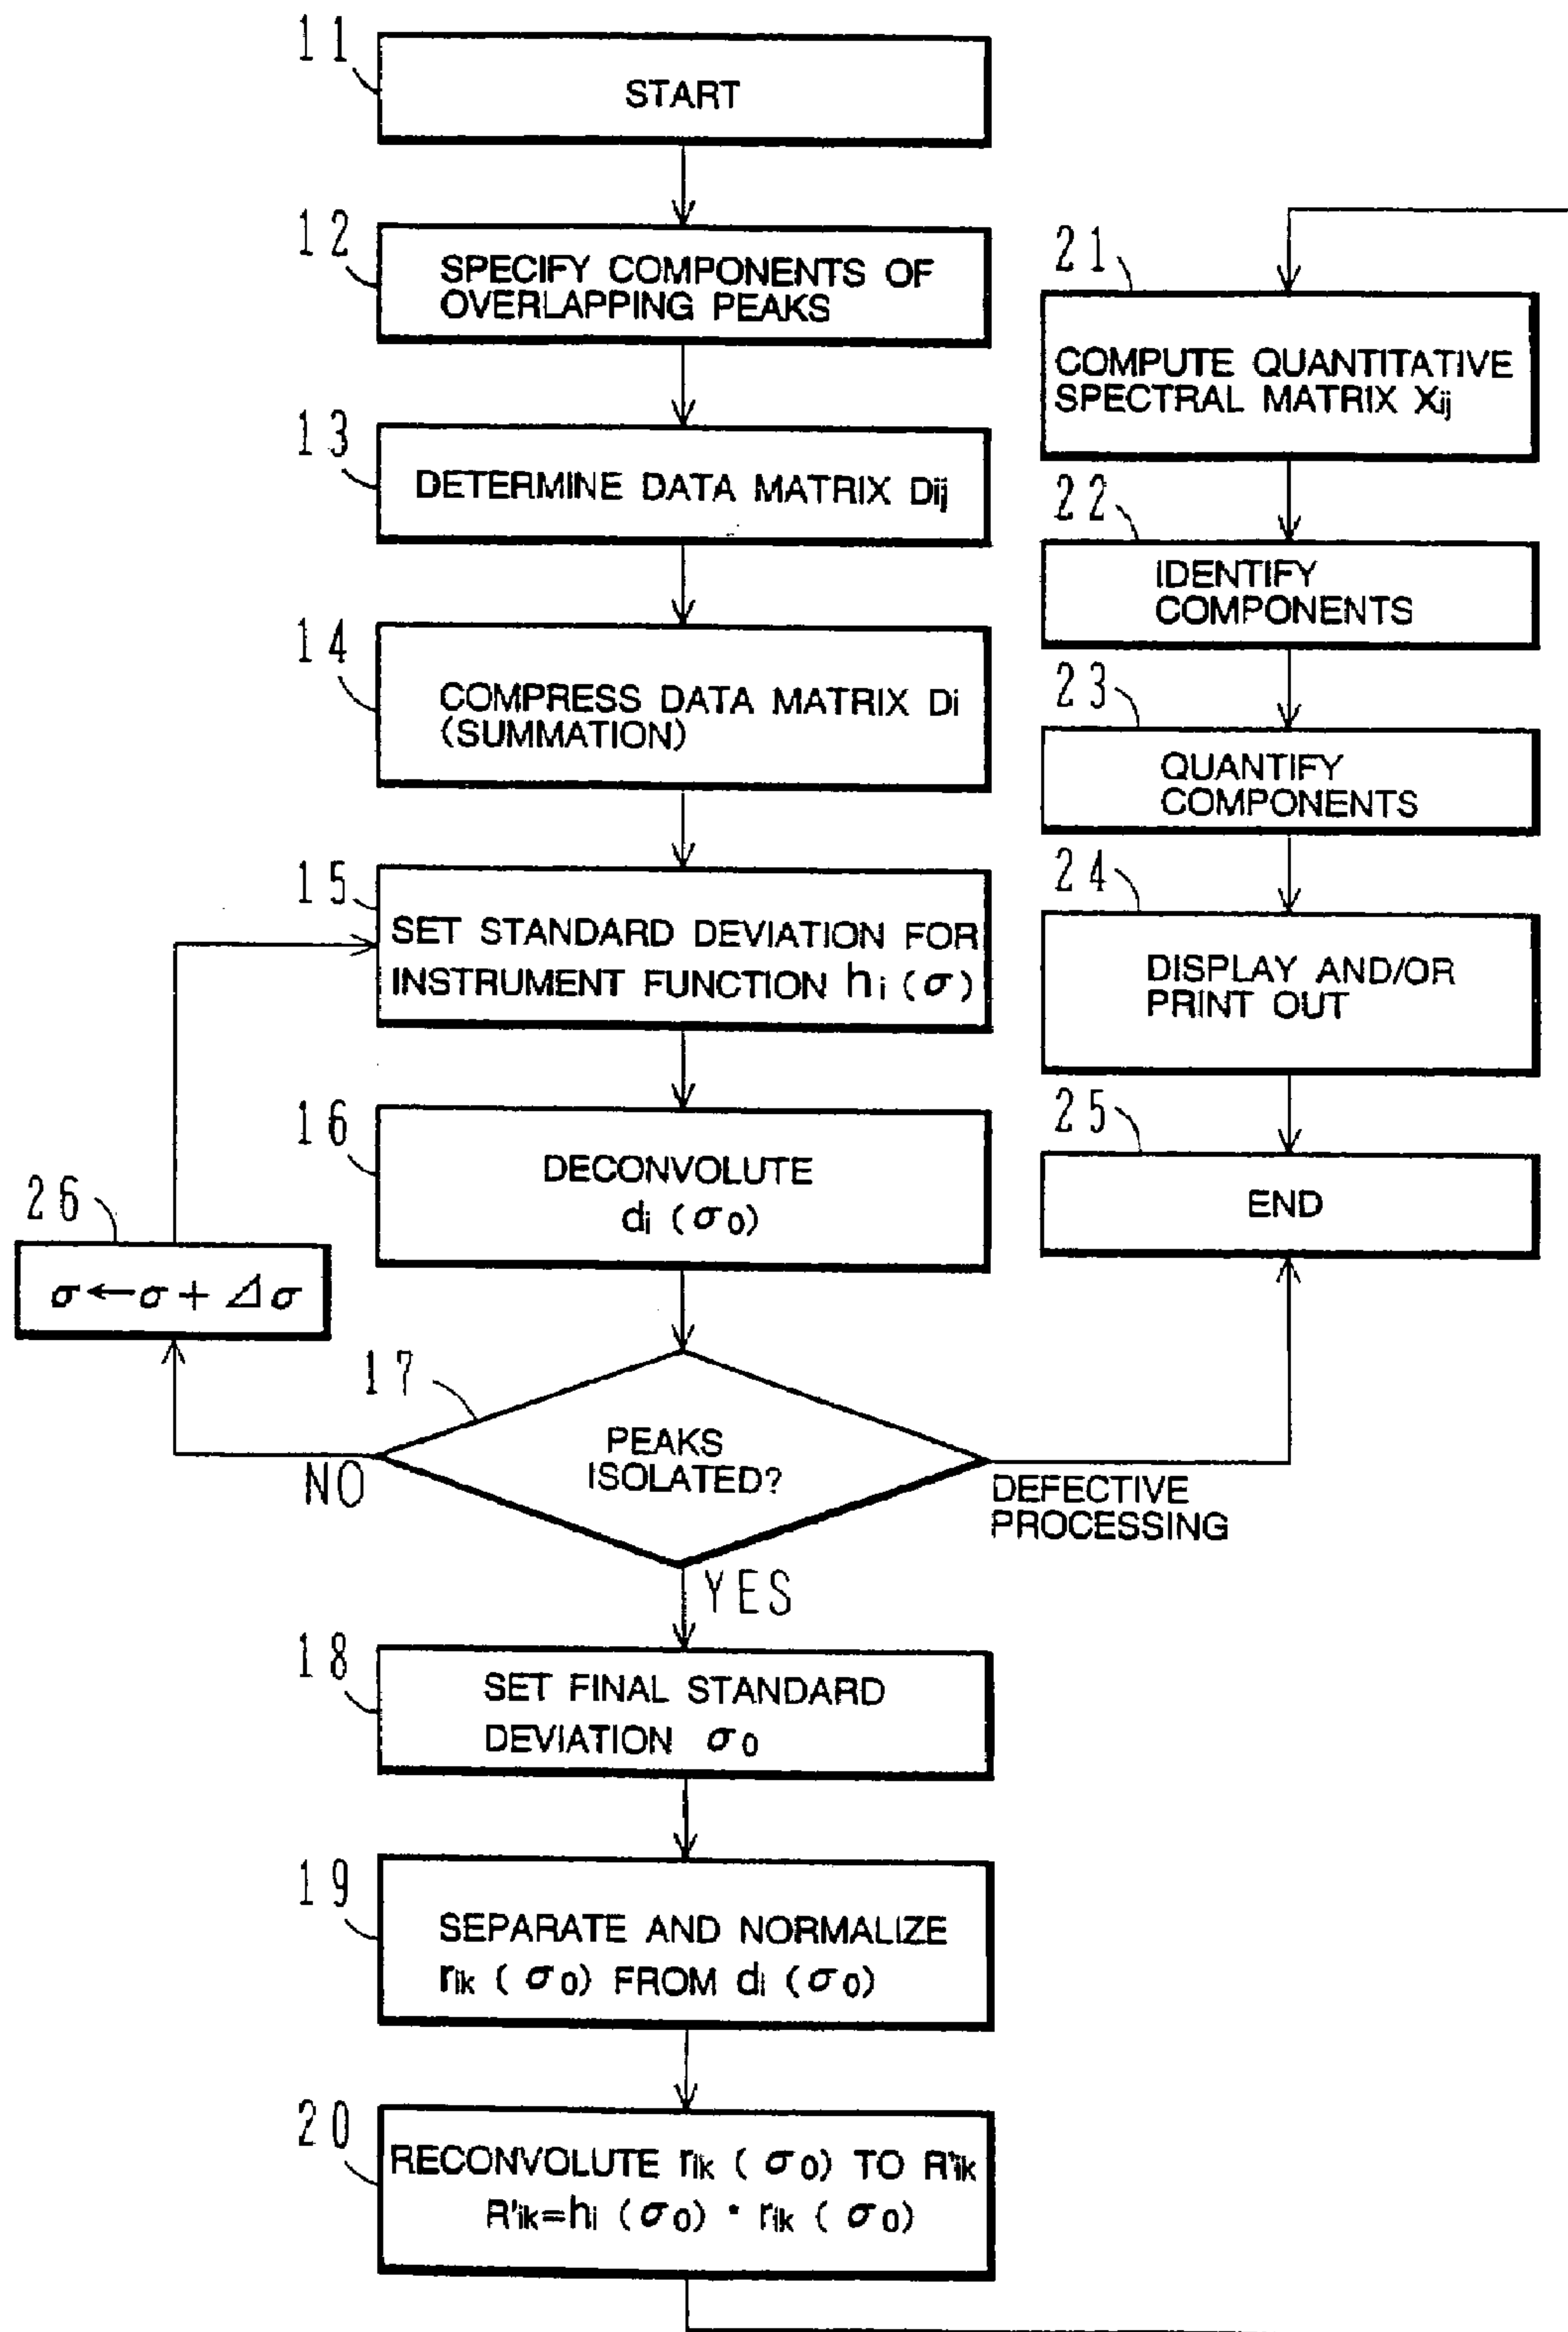 11
START
12
SPECIFY COMPONENTS OF
OVERLAPPING PEAKS
13
DETERMINE DATA MATRIX Dij
14
COMPRESS DATA MATRIX Di
(SUMMATION)
15
SET STANDARD DEVIATION FOR
INSTRUMENT FUNCTION hi (σ)
16
DECONVOLUTE
di (σ0)
26
σ←σ+ Δσ
17
PEAKS
ISOLATED?
NO
DEFECTIVE
PROCESSING
YES
18
SET FINAL STANDARD
DEVIATION σ0
19
SEPARATE AND NORMALIZE
rik (σ0) FROM di (σ0)
20
RECONVOLUTE rik (σ0) TO R'ik
R'ik=hi (σ0) * rik (σ0)
21
COMPUTE QUANTITATIVE
SPECTRAL MATRIX Xij
22
IDENTIFY
COMPONENTS
23
QUANTIFY
COMPONENTS
24
DISPLAY AND/OR
PRINT OUT
25
END